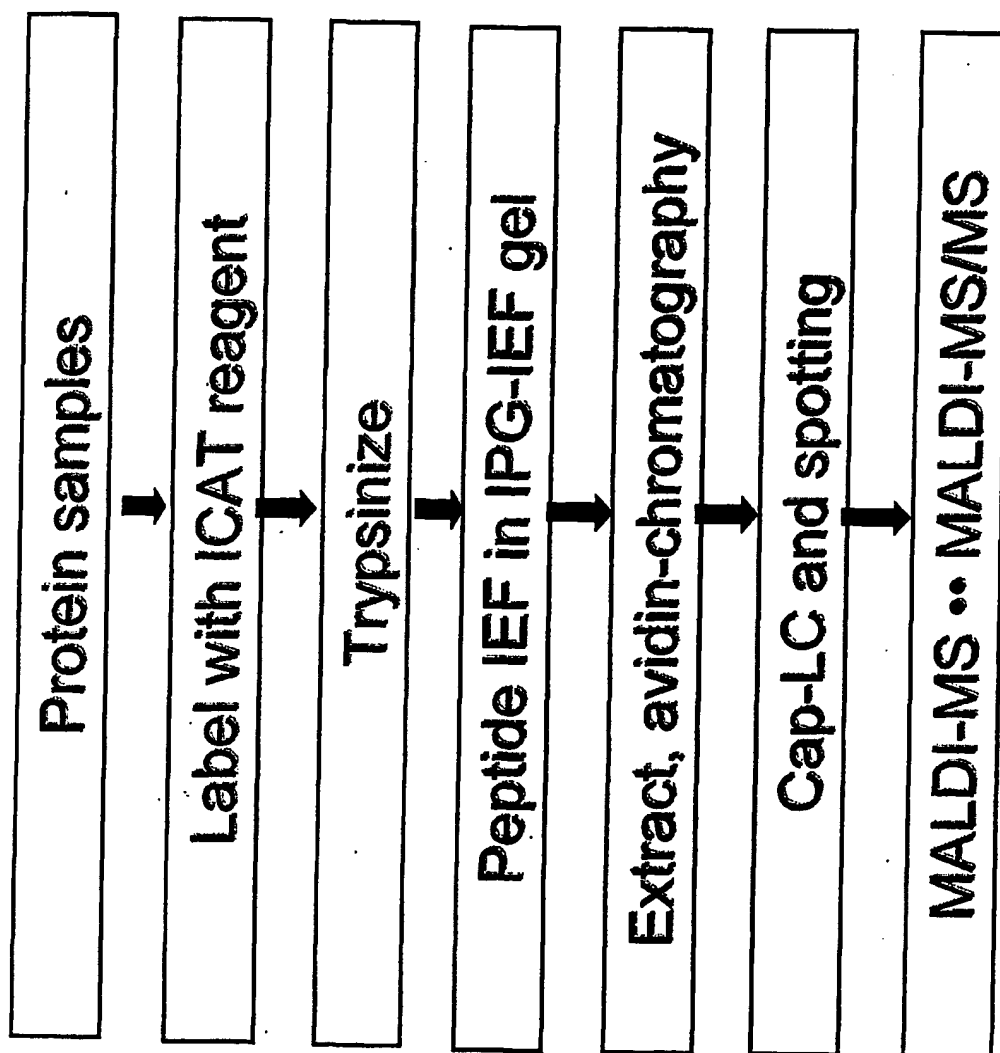 Protein samples
Label with ICAT reagent
Trypsinize
Peptide IEF in IPG-IEF gel
Extract, avidin-chromatography
Cap-LC and spotting
MALDI-MS •• MALDI-MS/MS